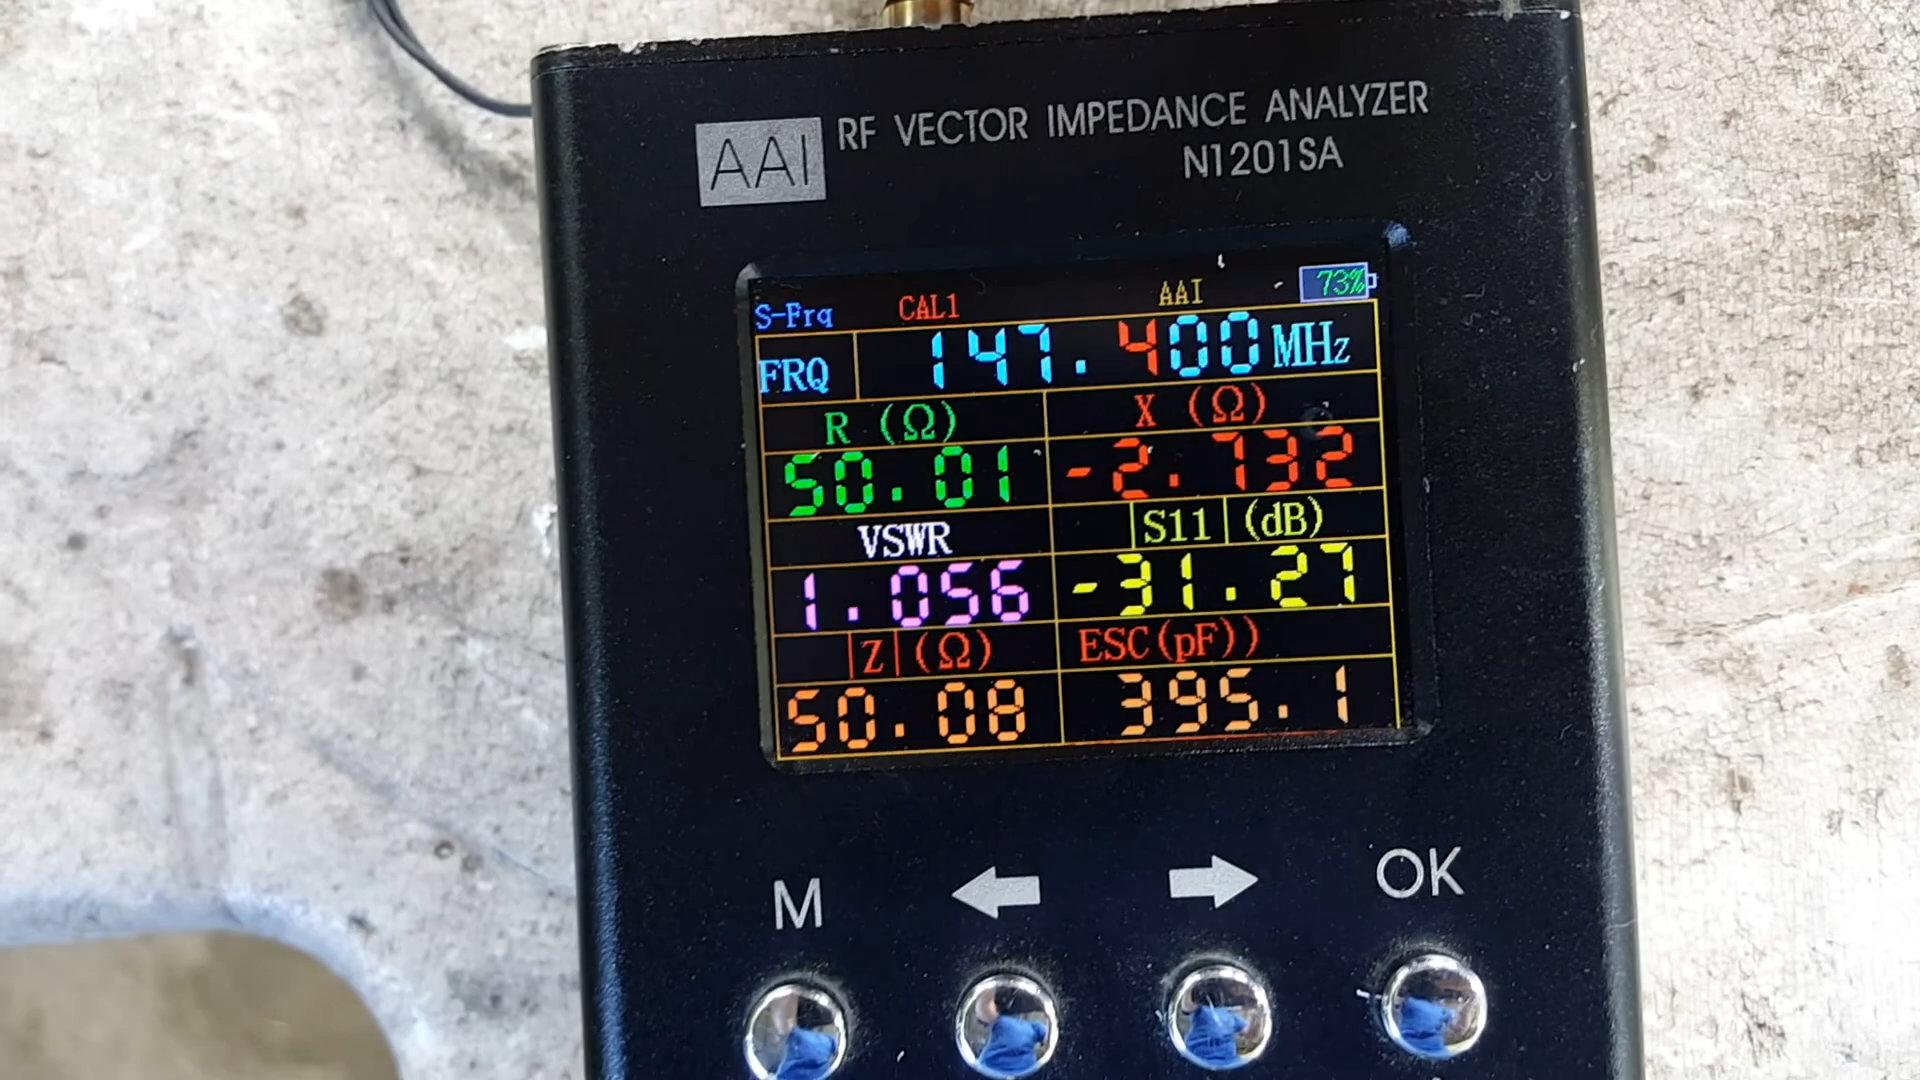 AAI RF VECTOR IMPEDANCE ANALYZER
N1201SA
S-Frq CAL1 AAI 73%
FRQ 147.400 MHz
R (Ω) X (Ω)
50.01 -2.732
VSWR |S11| (dB)
1.056 -31.27
|Z| (Ω) ESC(pF))
50.08 395.1
M OK